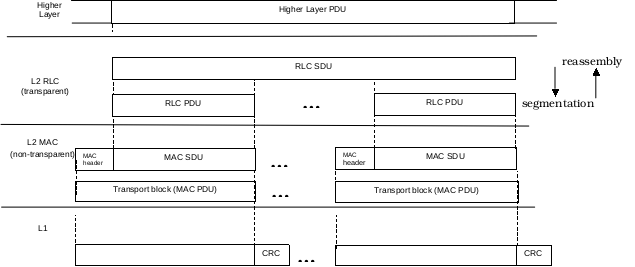 Higher
Layer
Higher Layer PDU
RLC SDU
reassembly
L2 RLC
(transparent)
RLC PDU
...
RLC PDU
segmentation
L2 MAC
(non-transparent)
MAC
header
MAC SDU
...
MAC
header
MAC SDU
Transport block (MAC PDU)
...
Transport block (MAC PDU)
L1
CRC
...
CRC